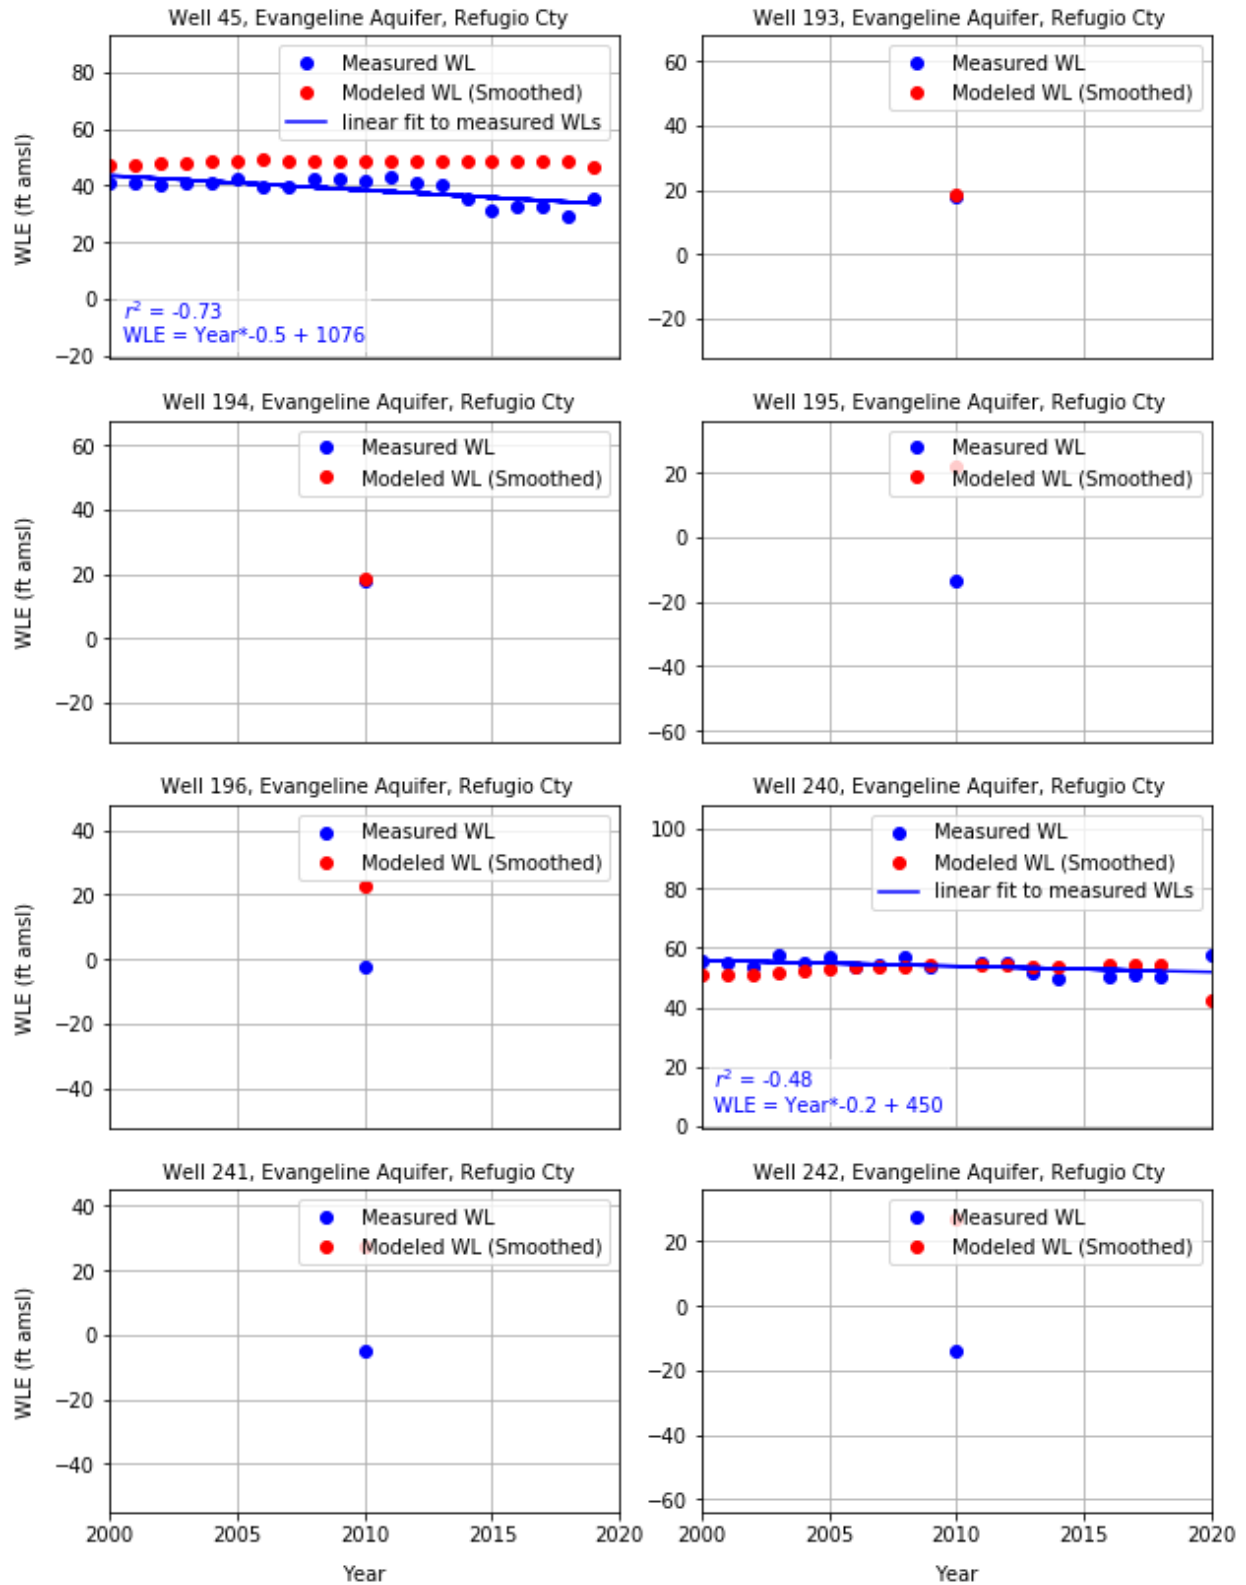 Well 45, Evangeline Aquifer, Refugio Cty
80
60
40
20
0
−20
WLE (ft amsl)
Measured WL
Modeled WL (Smoothed)
linear fit to measured WLs
r² = -0.73
WLE = Year*-0.5 + 1076
Well 193, Evangeline Aquifer, Refugio Cty
60
40
20
0
−20
Measured WL
Modeled WL (Smoothed)
Well 194, Evangeline Aquifer, Refugio Cty
60
40
20
0
−20
WLE (ft amsl)
Measured WL
Modeled WL (Smoothed)
Well 195, Evangeline Aquifer, Refugio Cty
20
0
−20
−40
−60
Measured WL
Modeled WL (Smoothed)
Well 196, Evangeline Aquifer, Refugio Cty
40
20
0
−20
−40
WLE (ft amsl)
Measured WL
Modeled WL (Smoothed)
Well 240, Evangeline Aquifer, Refugio Cty
100
80
60
40
20
0
Measured WL
Modeled WL (Smoothed)
linear fit to measured WLs
r² = -0.48
WLE = Year*-0.2 + 450
Well 241, Evangeline Aquifer, Refugio Cty
40
20
0
−20
−40
WLE (ft amsl)
Measured WL
Modeled WL (Smoothed)
2000 2005 2010 2015 2020
Year
Well 242, Evangeline Aquifer, Refugio Cty
20
0
−20
−40
−60
Measured WL
Modeled WL (Smoothed)
2000 2005 2010 2015 2020
Year